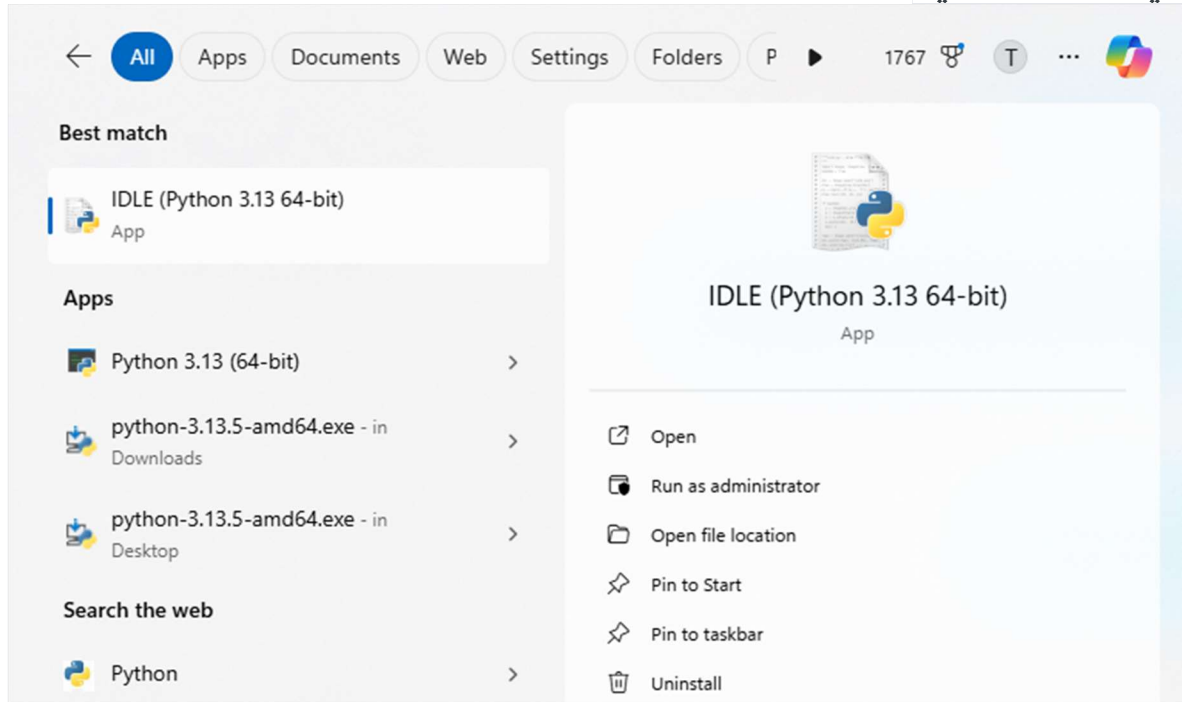 All Apps Documents Web Settings Folders P 1767 T ...
Best match
IDLE (Python 3.13 64-bit)
App
Apps
Python 3.13 (64-bit)
python-3.13.5-amd64.exe - in
Downloads
python-3.13.5-amd64.exe - in
Desktop
Search the web
Python
IDLE (Python 3.13 64-bit)
App
Open
Run as administrator
Open file location
Pin to Start
Pin to taskbar
Uninstall